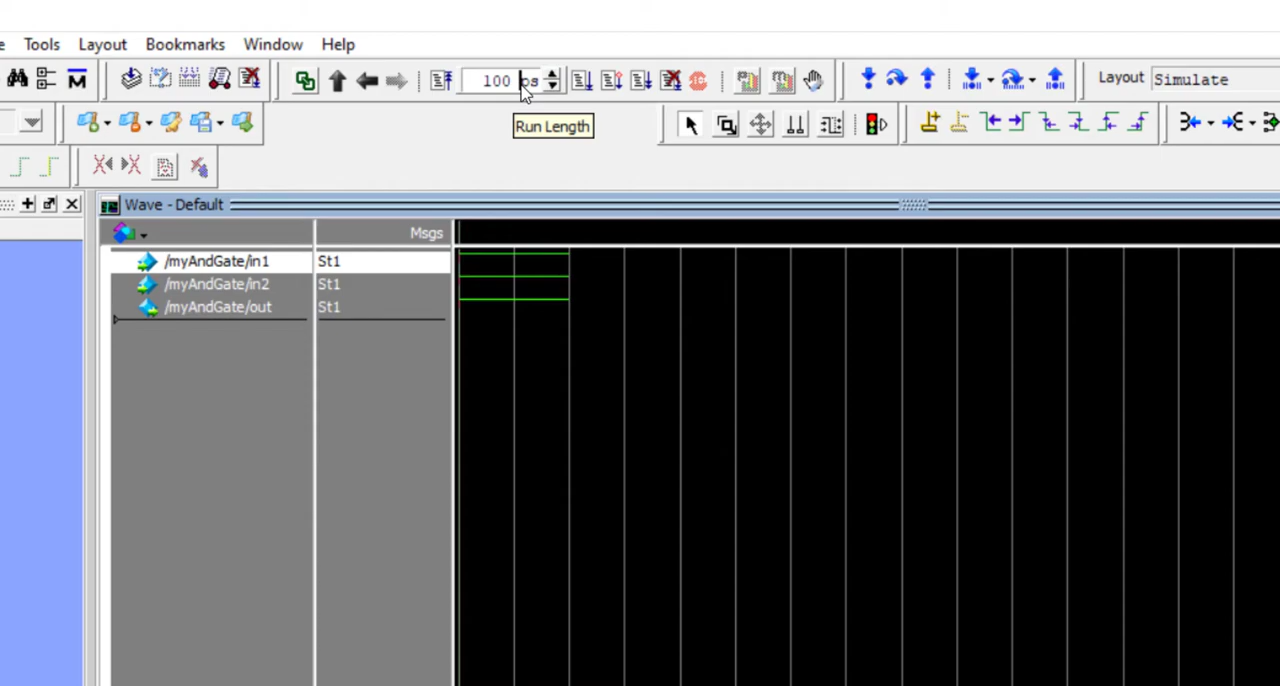 e Tools Layout Bookmarks Window Help
M 100 ps Layout Simulate
Run Length
Wave - Default
Msgs
/myAndGate/in1 St1
/myAndGate/in2 St1
/myAndGate/out St1